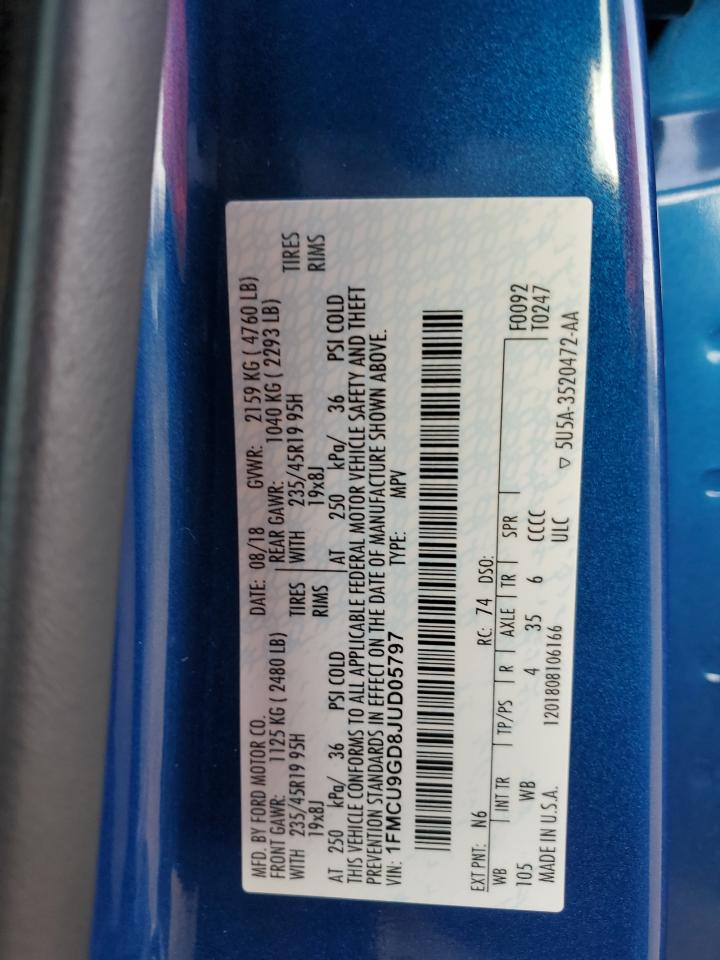 MFD. BY FORD MOTOR CO. DATE: 08/18 GVWR: 2159 KG ( 4760 LB)
FRONT GAWR: 1125 KG ( 2480 LB) REAR GAWR: 1040 KG ( 2293 LB)
WITH 235/45R19 95H TIRES WITH 235/45R19 95H TIRES
19x8J RIMS 19x8J RIMS
AT 250 kPa/ 36 PSI COLD AT 250 kPa/ 36 PSI COLD
THIS VEHICLE CONFORMS TO ALL APPLICABLE FEDERAL MOTOR VEHICLE SAFETY AND THEFT
PREVENTION STANDARDS IN EFFECT ON THE DATE OF MANUFACTURE SHOWN ABOVE.
VIN: 1FMCU9GD8JUD05797 TYPE: MPV
EXT PNT: N6 RC: 74 DSO:
WB INT TR TP/PS R AXLE TR SPR F0092
105 WB 4 35 6 CCCC T0247
MADE IN U.S.A. 1201808106166 ULC ▽ 5U5A-3520472-AA